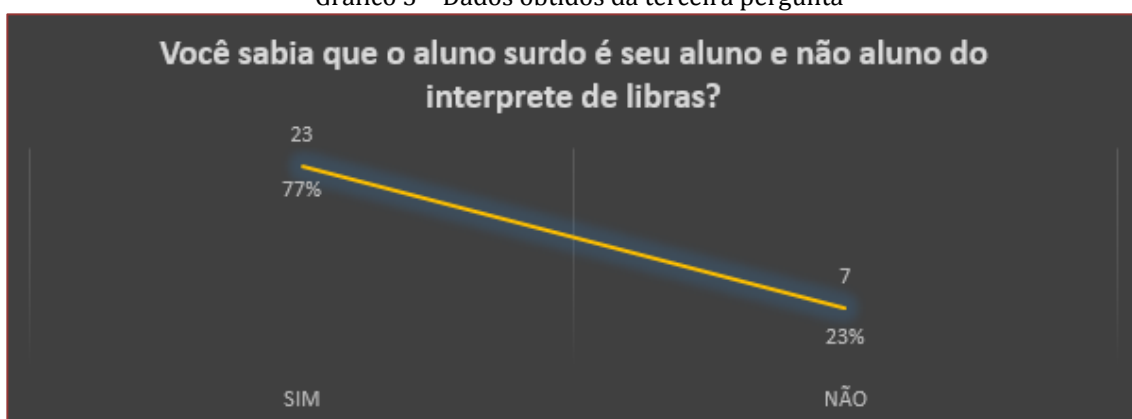 Gráfico 3 – Dados obtidos da terceira pergunta
Você sabia que o aluno surdo é seu aluno e não aluno do
interprete de libras?
23
77%
7
23%
SIM NÃO